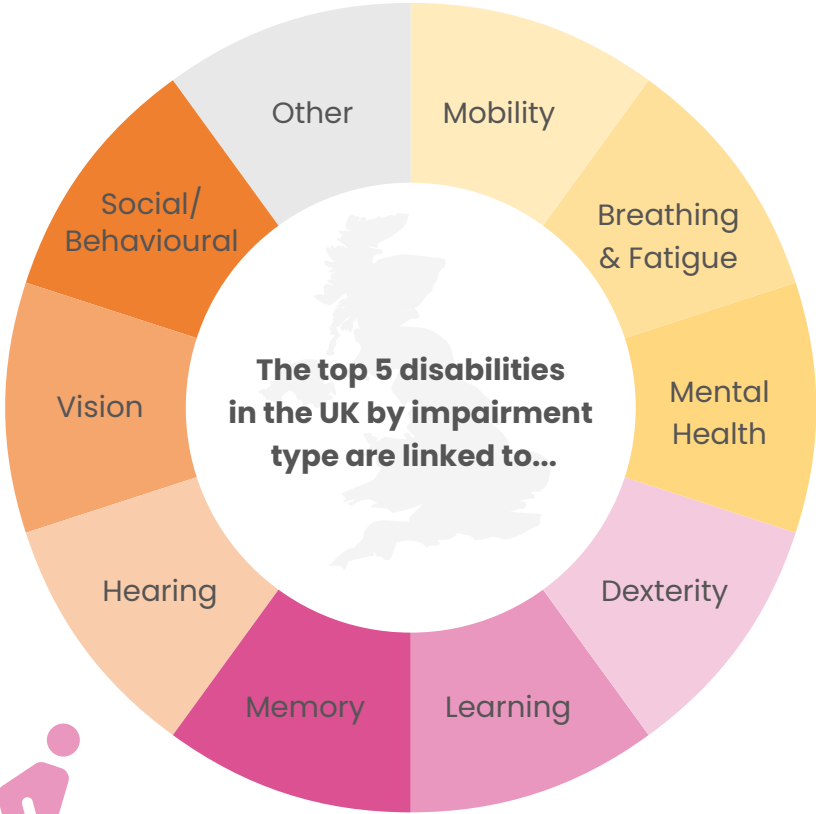 Other
Mobility
Breathing
& Fatigue
Mental
Health
Dexterity
Learning
Memory
Hearing
Vision
Social/
Behavioural
The top 5 disabilities
in the UK by impairment
type are linked to...